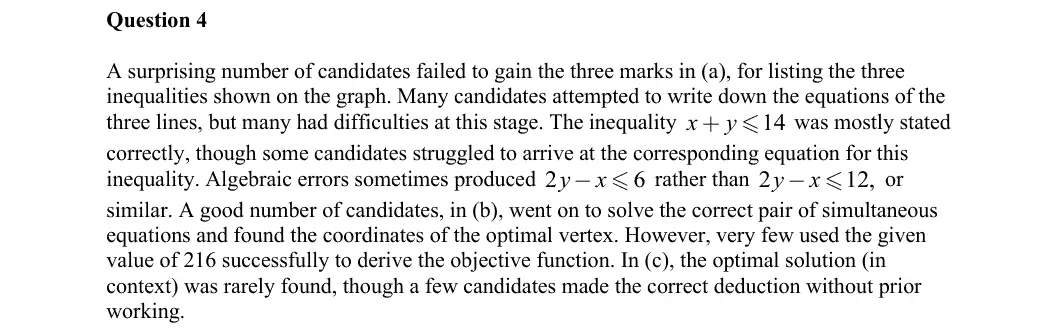 Question 4
A surprising number of candidates failed to gain the three marks in (a), for listing the three
inequalities shown on the graph. Many candidates attempted to write down the equations of the
three lines, but many had difficulties at this stage. The inequality x + y ⩽ 14 was mostly stated
correctly, though some candidates struggled to arrive at the corresponding equation for this
inequality. Algebraic errors sometimes produced 2y − x ⩽ 6 rather than 2y − x ⩽ 12, or
similar. A good number of candidates, in (b), went on to solve the correct pair of simultaneous
equations and found the coordinates of the optimal vertex. However, very few used the given
value of 216 successfully to derive the objective function. In (c), the optimal solution (in
context) was rarely found, though a few candidates made the correct deduction without prior
working.